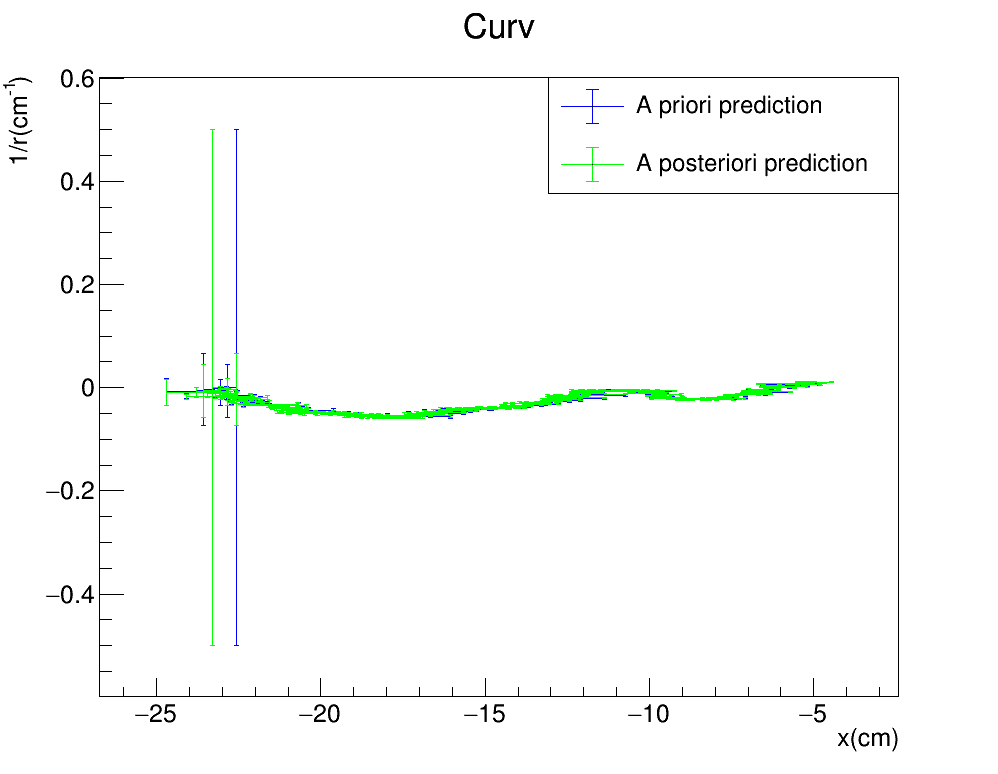 Curv
1/r(cm⁻¹)
A priori prediction
A posteriori prediction
0.6
0.4
0.2
0
−0.2
−0.4
−25 −20 −15 −10 −5
x(cm)